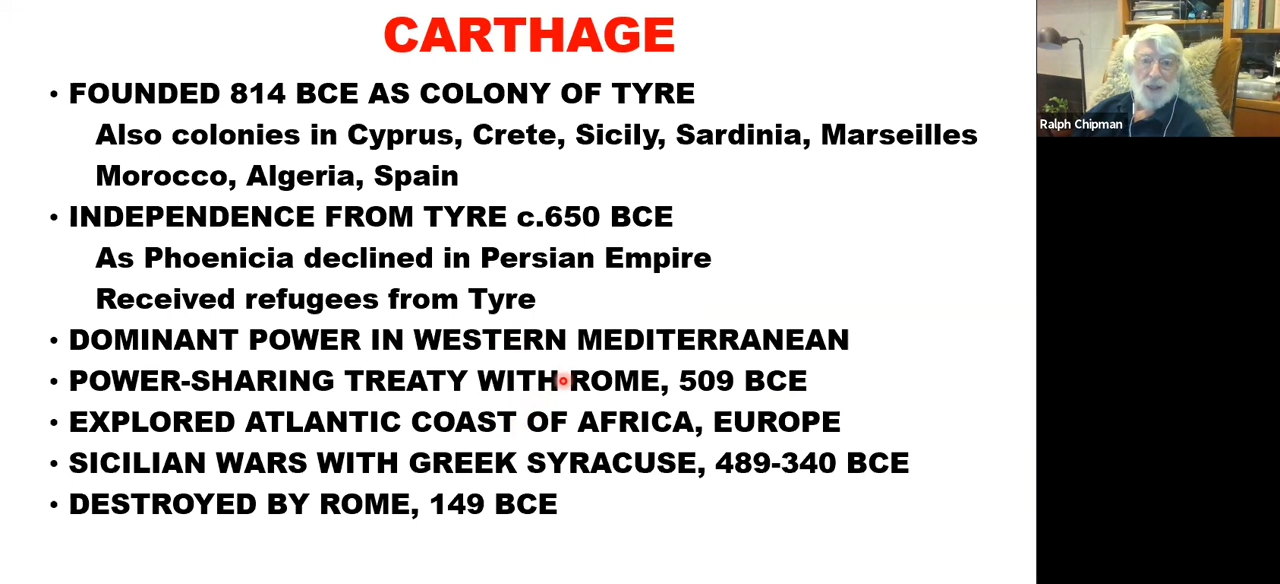 CARTHAGE
• FOUNDED 814 BCE AS COLONY OF TYRE
Also colonies in Cyprus, Crete, Sicily, Sardinia, Marseilles
Morocco, Algeria, Spain
• INDEPENDENCE FROM TYRE c.650 BCE
As Phoenicia declined in Persian Empire
Received refugees from Tyre
• DOMINANT POWER IN WESTERN MEDITERRANEAN
• POWER-SHARING TREATY WITH ROME, 509 BCE
• EXPLORED ATLANTIC COAST OF AFRICA, EUROPE
• SICILIAN WARS WITH GREEK SYRACUSE, 489-340 BCE
• DESTROYED BY ROME, 149 BCE
Ralph Chipman